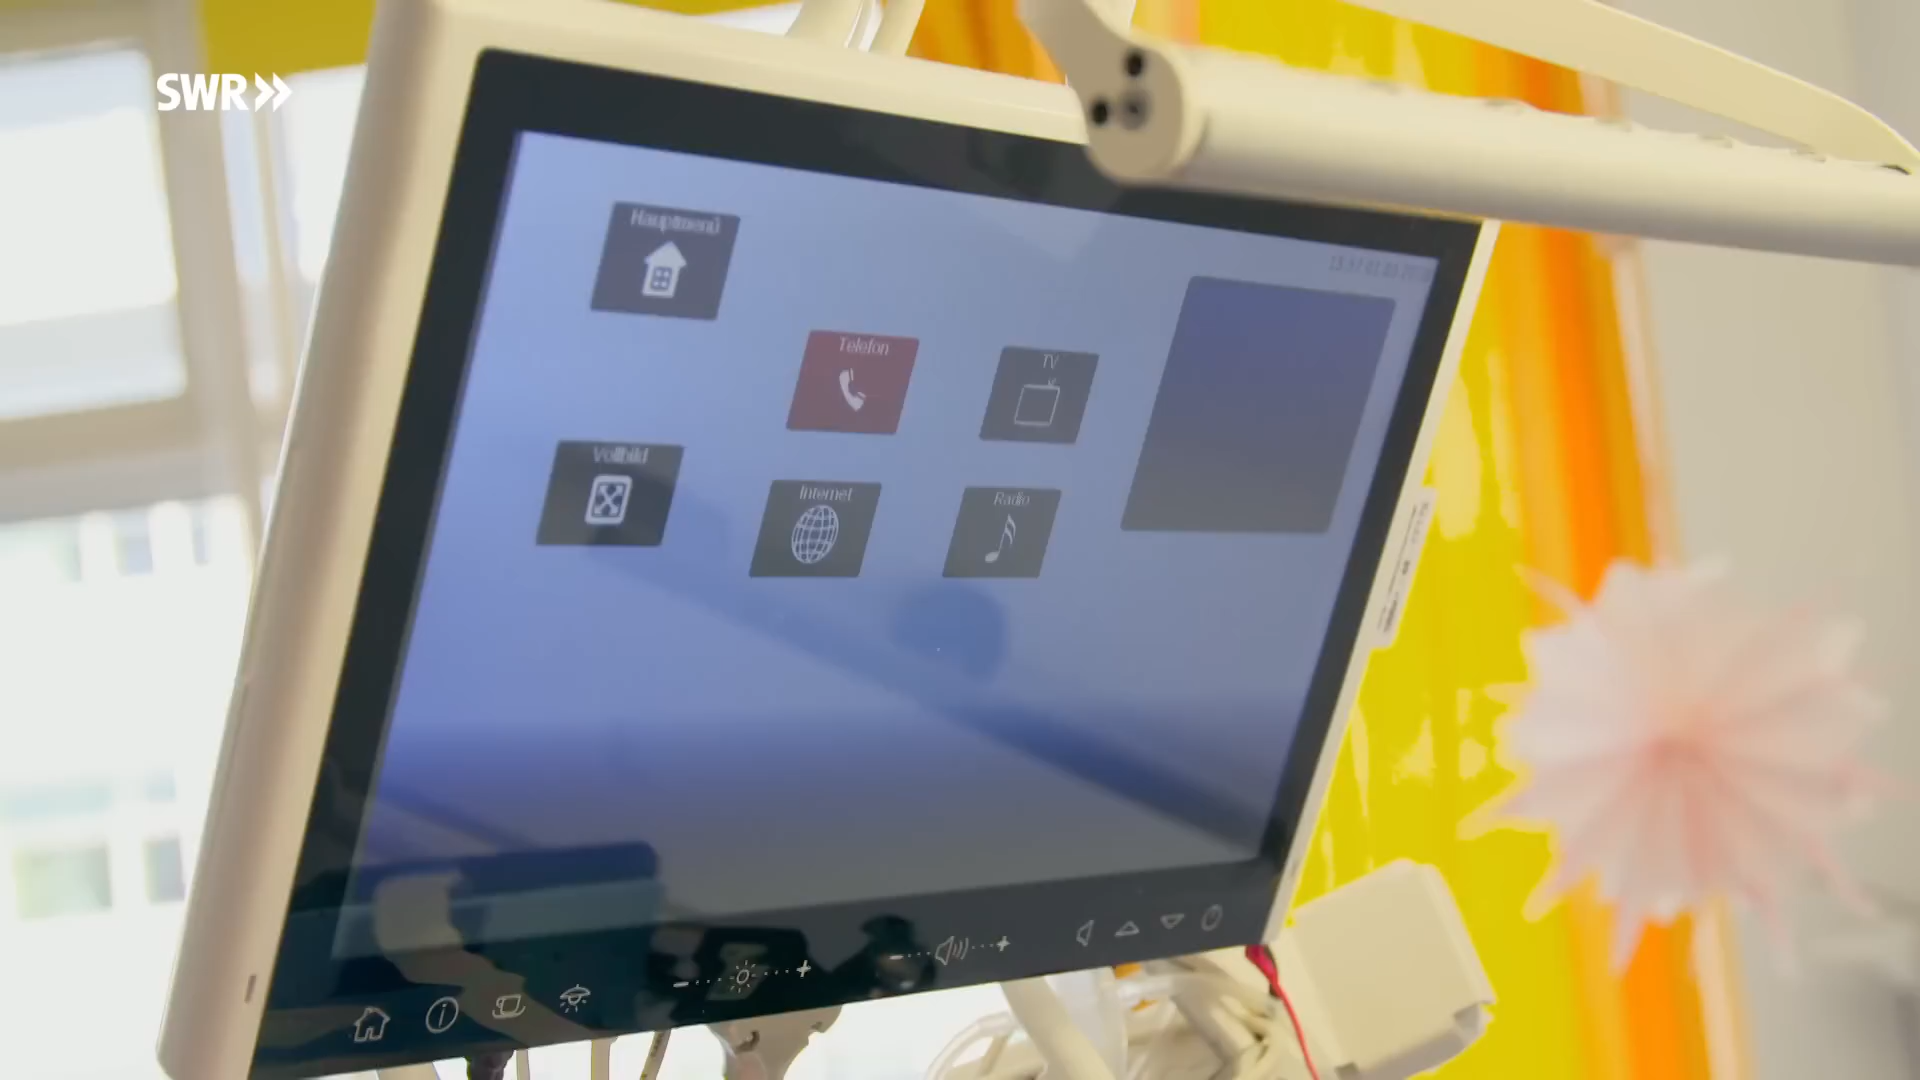 SWR
Hauptmenü
Telefon
TV
Vollbild
Internet
Radio